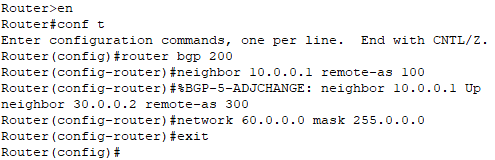 Router>en
Router#conf t
Enter configuration commands, one per line.  End with CNTL/Z.
Router(config)#router bgp 200
Router(config-router)#neighbor 10.0.0.1 remote-as 100
Router(config-router)#%BGP-5-ADJCHANGE: neighbor 10.0.0.1 Up
neighbor 30.0.0.2 remote-as 300
Router(config-router)#network 60.0.0.0 mask 255.0.0.0
Router(config-router)#exit
Router(config)#